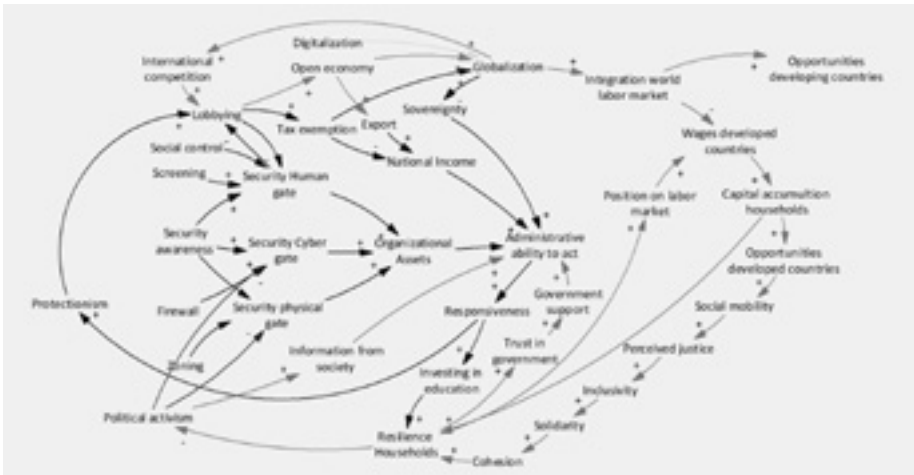 Digitalization
International
competition
Open economy
Globalization
Integration world
labor market
Opportunities
developing countries
Lobbying
Tax exemption
Export
Sovereignty
National Income
Wages developed
countries
Social control
Screening
Security Human
gate
Position on labor
market
Capital accumultion
households
Security
awareness
Security Cyber
gate
Organizational
Assets
Administrative
ability to act
Opportunities
developed countries
Protectionism
Firewall
Security physical
gate
Responsiveness
Government
support
Social mobility
Information from
society
Trust in
government
Perceived justice
Zoning
Investing in
education
Inclusivity
Political activism
Solidarity
Resilience
Households
Cohesion